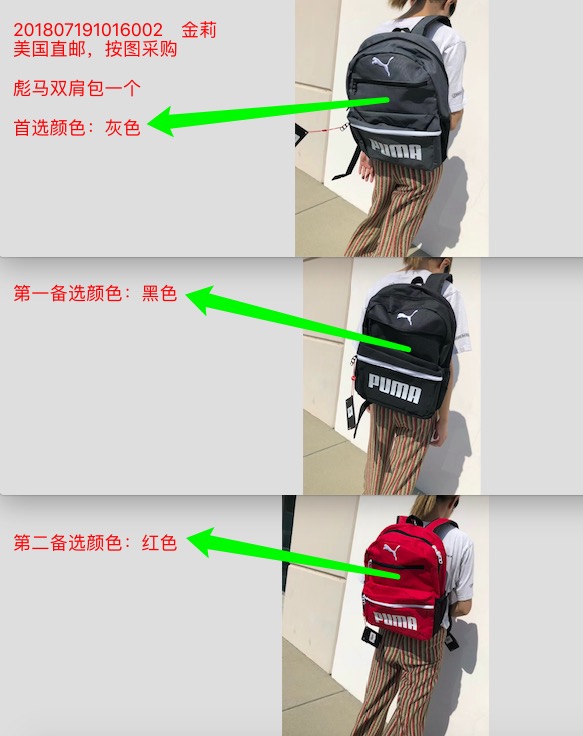 201807191016002 金莉
美国直邮，按图采购
彪马双肩包一个
首选颜色：灰色
PUMA
第一备选颜色：黑色
PUMA
第二备选颜色：红色
PUMA